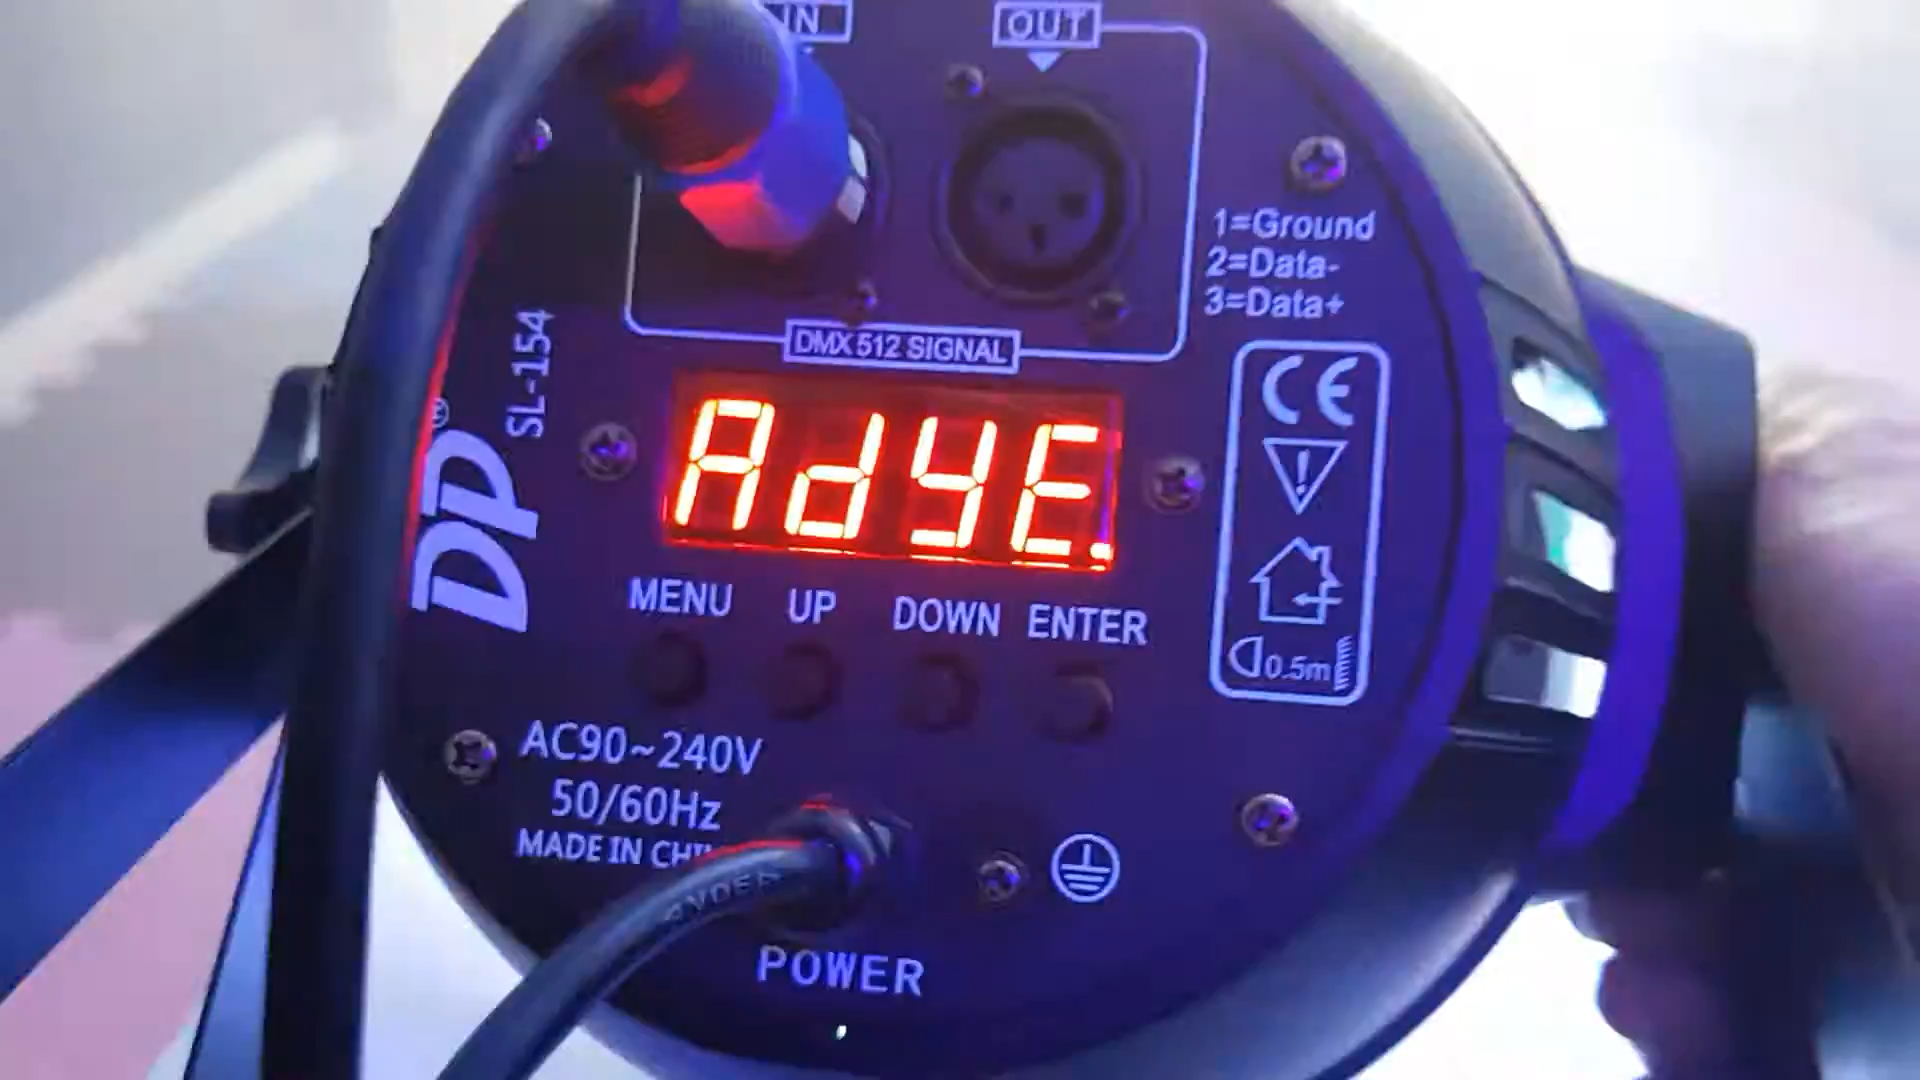 IN
OUT
1=Ground
2=Data-
3=Data+
DMX 512 SIGNAL
SL-154
DP®
AdyE.
CE
MENU UP DOWN ENTER
0.5m
AC90~240V
50/60Hz
MADE IN
POWER